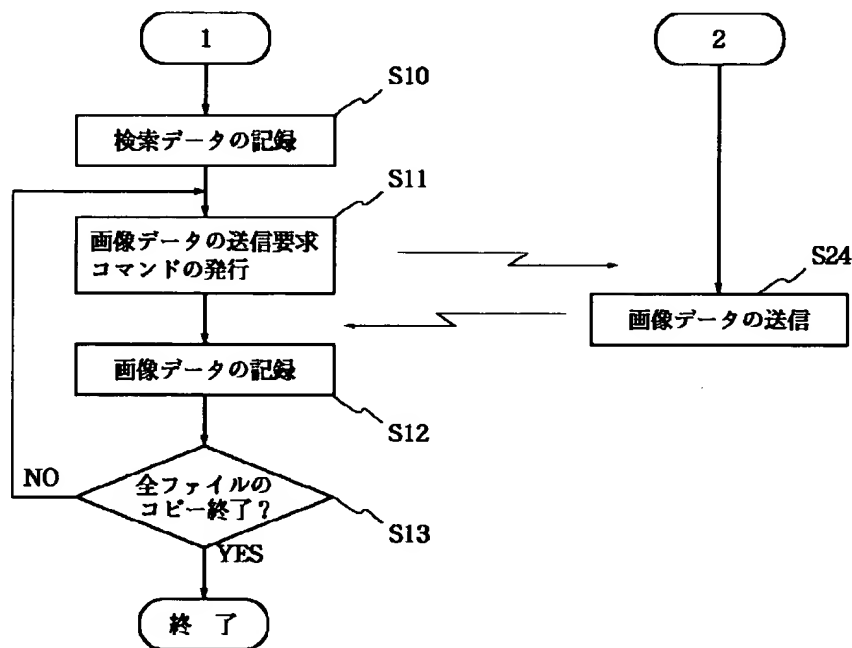 1
2
S10
検索データの記録
S11
画像データの送信要求
コマンドの発行
S24
画像データの送信
画像データの記録
S12
全ファイルの
コピー終了?
NO
S13
YES
終 了